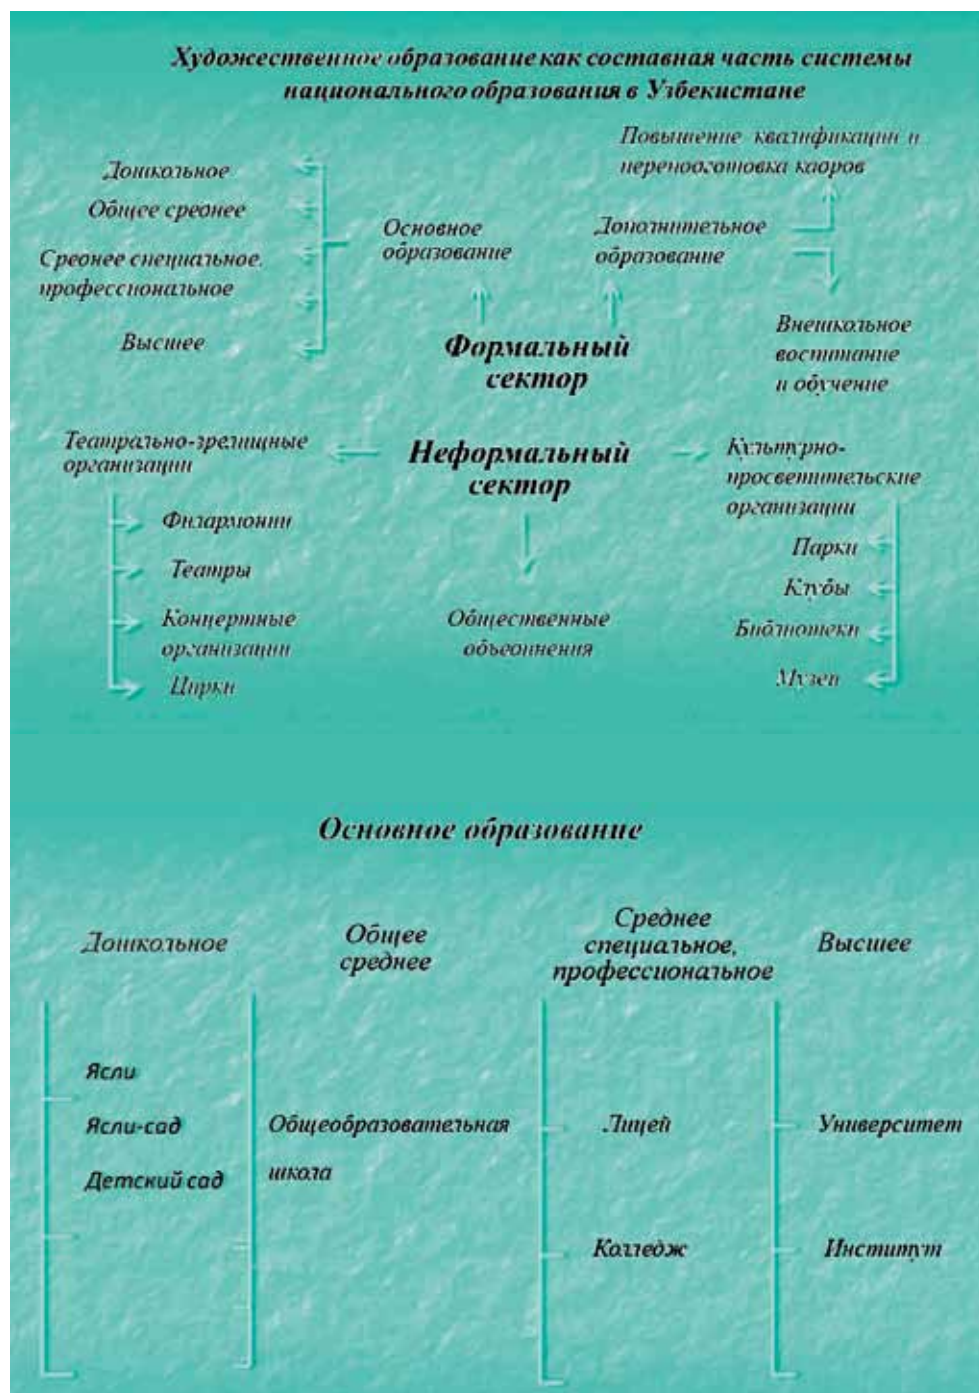 Художественное образование как составная часть системы
национального образования в Узбекистане
Повышение квалификации и
переподготовка кадров
Дошкольное
Общее среднее
Среднее специальное,
профессиональное
Высшее
Основное
образование
Дополнительное
образование
Внешкольное
воспитание
и обучение
Формальный
сектор
Театрально-зрелищные
организации
Неформальный
сектор
Культурно-
просветительские
организации
Филармонии
Театры
Концертные
организации
Цирки
Общественные
объединения
Парки
Клубы
Библиотеки
Музеи
Основное образование
Дошкольное
Общее
среднее
Среднее
специальное,
профессиональное
Высшее
Ясли
Ясли-сад
Детский сад
Общеобразовательная
школа
Лицей
Колледж
Университет
Институт